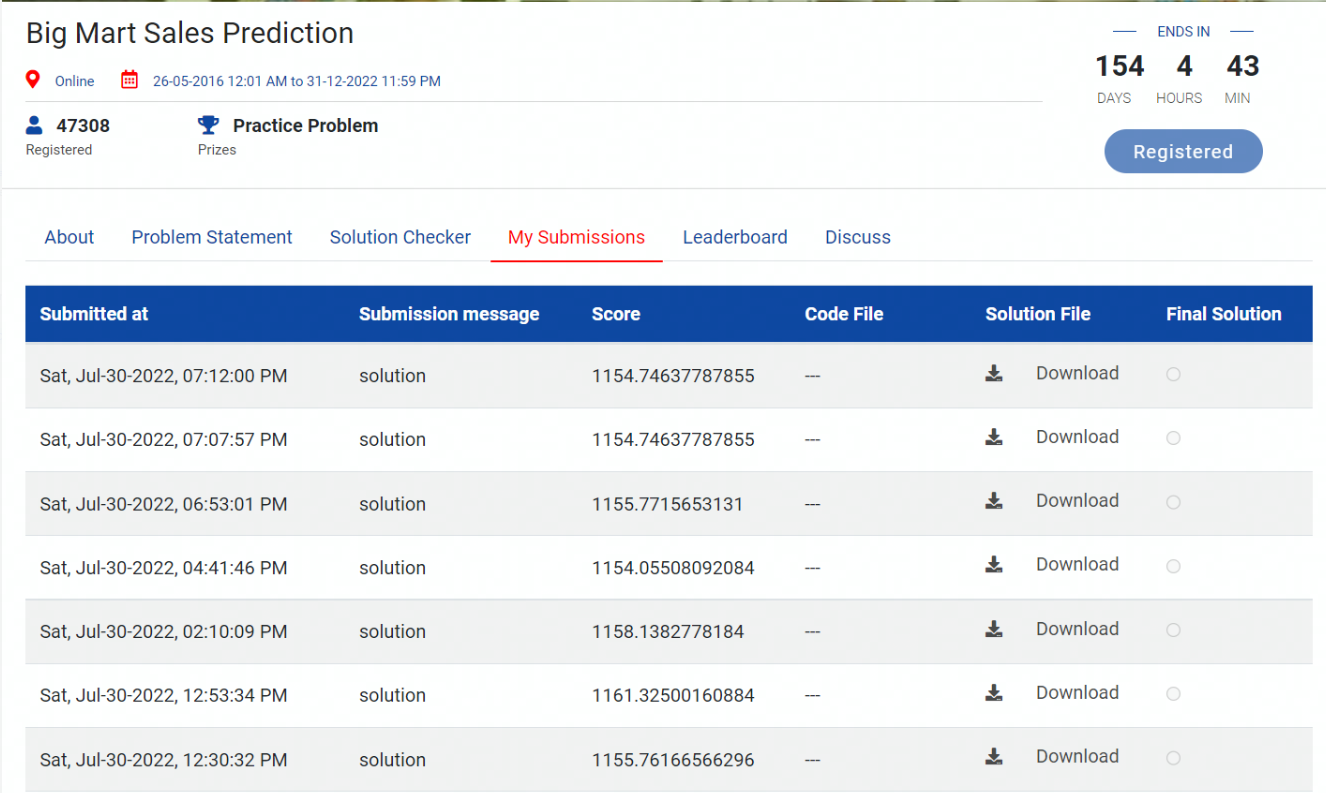 Big Mart Sales Prediction
ENDS IN
154 4 43
DAYS HOURS MIN
Online 26-05-2016 12:01 AM to 31-12-2022 11:59 PM
47308 Practice Problem
Registered Prizes
Registered
About Problem Statement Solution Checker My Submissions Leaderboard Discuss
Submitted at Submission message Score Code File Solution File Final Solution
Sat, Jul-30-2022, 07:12:00 PM solution 1154.74637787855 --- Download
Sat, Jul-30-2022, 07:07:57 PM solution 1154.74637787855 --- Download
Sat, Jul-30-2022, 06:53:01 PM solution 1155.7715653131 --- Download
Sat, Jul-30-2022, 04:41:46 PM solution 1154.05508092084 --- Download
Sat, Jul-30-2022, 02:10:09 PM solution 1158.1382778184 --- Download
Sat, Jul-30-2022, 12:53:34 PM solution 1161.32500160884 --- Download
Sat, Jul-30-2022, 12:30:32 PM solution 1155.76166566296 --- Download